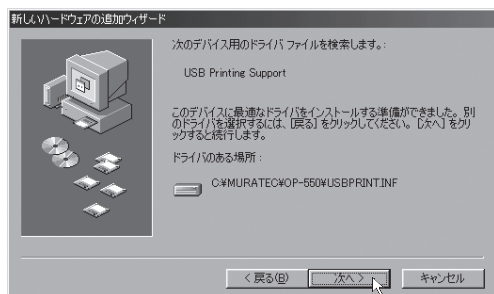 新しいハードウェアの追加ウィザード
次のデバイス用のドライバ ファイルを検索します。:
USB Printing Support
このデバイスに最適なドライバをインストールする準備ができました。別
のドライバを選択するには、[戻る] をクリックしてください。[次へ] をクリ
ックすると続行します。
ドライバのある場所:
C:¥MURATEC¥OP-550¥USBPRINT.INF
< 戻る(B)
次へ >
キャンセル